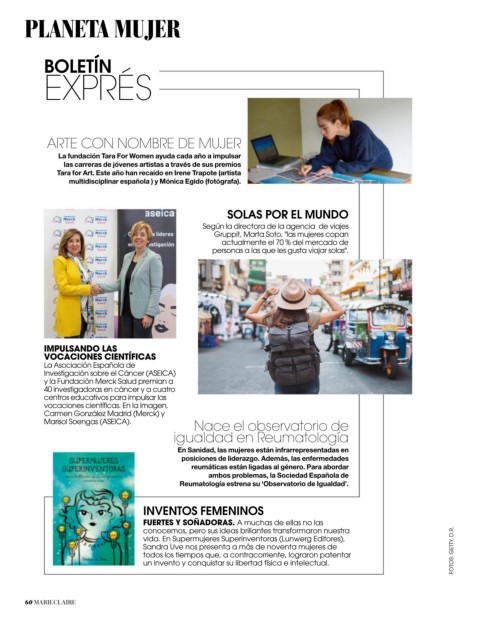 PLANETA MUJER
BOLETÍN
EXPRÉS
ARTE CON NOMBRE DE MUJER
La fundación Tara For Women ayuda cada año a impulsar
las carreras de jóvenes artistas a través de sus premios
Tara for Art. Este año han recaído en Irene Trapote (artista
multidisciplinar española ) y Mónica Egido (fotógrafa).
SOLAS POR EL MUNDO
Según la directora de la agencia de viajes
Gruppit, Marta Soto, "las mujeres copan
actualmente el 70 % del mercado de
personas a las que les gusta viajar solas".
aseica
IMPULSANDO LAS
VOCACIONES CIENTÍFICAS
La Asociación Española de
Investigación sobre el Cáncer (ASEICA)
y la Fundación Merck Salud premian a
40 investigadoras en cáncer y a cuatro
centros educativos para impulsar las
vocaciones científicas. En la imagen,
Carmen González Madrid (Merck) y
Marisol Soengas (ASEICA).
Nace el observatorio de
igualdad en Reumatología
En Sanidad, las mujeres están infrarrepresentadas en
posiciones de liderazgo. Además, las enfermedades
reumáticas están ligadas al género. Para abordar
ambos problemas, la Sociedad Española de
Reumatología estrena su 'Observatorio de Igualdad'.
SUPERMUJERES
SUPERINVENTORAS
INVENTOS FEMENINOS
FUERTES Y SOÑADORAS. A muchas de ellas no las
conocemos, pero sus ideas brillantes transformaron nuestra
vida. En Supermujeres Superinventoras (Lunwerg Editores),
Sandra Uve nos presenta a más de noventa mujeres de
todos los tiempos que, a contracorriente, lograron patentar
un invento y conquistar su libertad física e intelectual.
FOTOS: GETTY, D.R.
60 MARIECLAIRE